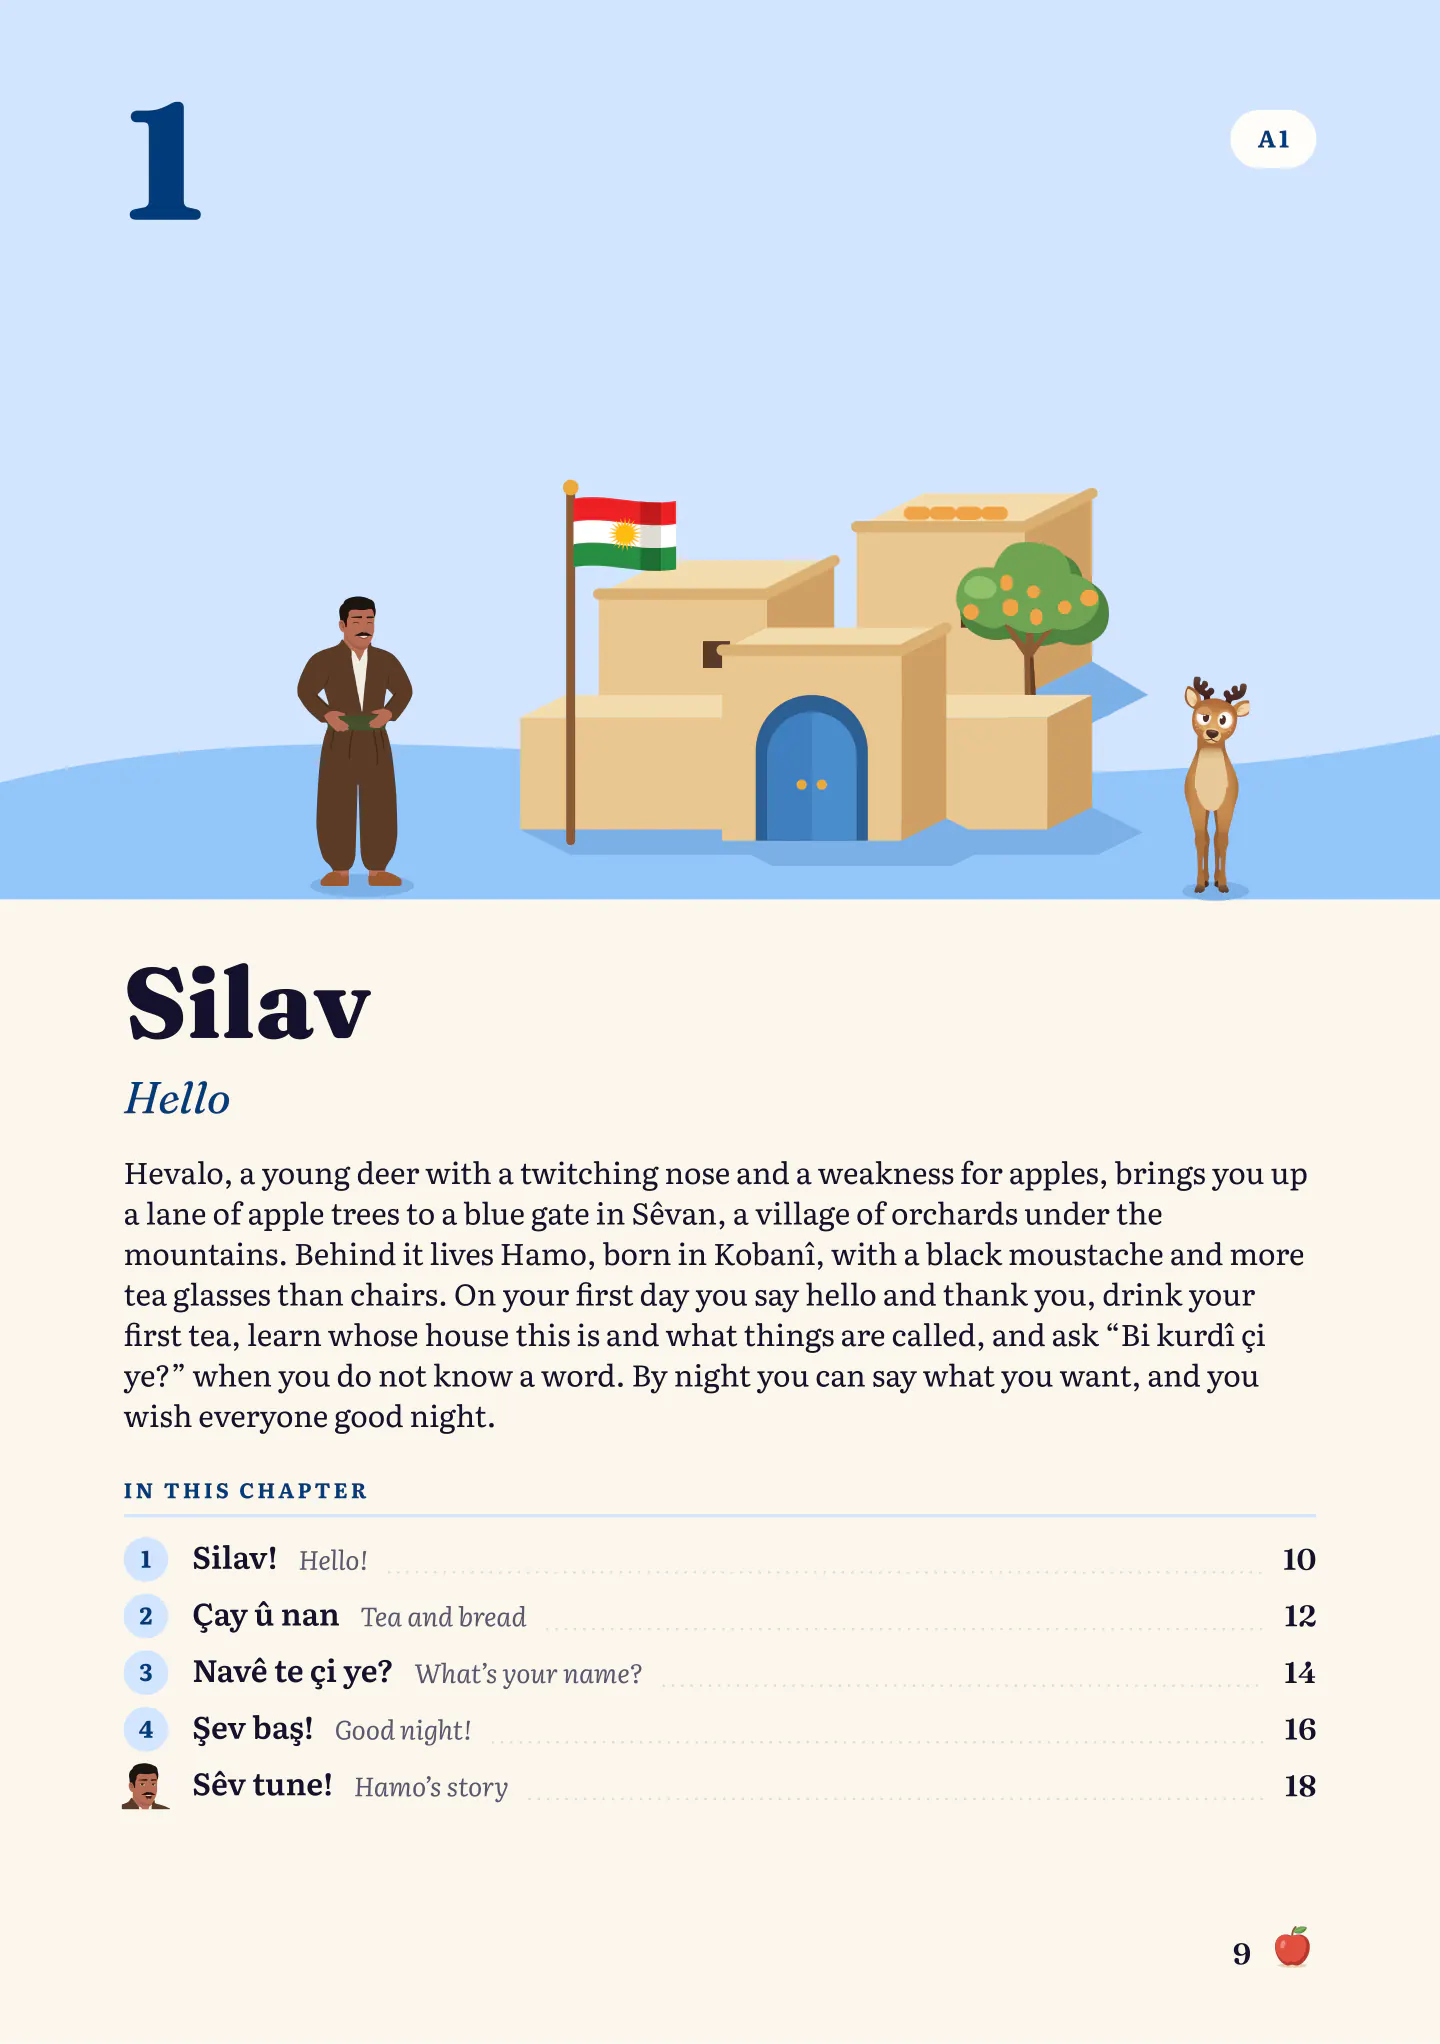 1
A1
Silav
Hello
Hevalo, a young deer with a twitching nose and a weakness for apples, brings you up
a lane of apple trees to a blue gate in Sêvan, a village of orchards under the
mountains. Behind it lives Hamo, born in Kobanî, with a black moustache and more
tea glasses than chairs. On your first day you say hello and thank you, drink your
first tea, learn whose house this is and what things are called, and ask “Bi kurdî çi
ye?” when you do not know a word. By night you can say what you want, and you
wish everyone good night.
IN THIS CHAPTER
1 Silav! Hello! 10
2 Çay û nan Tea and bread 12
3 Navê te çi ye? What’s your name? 14
4 Şev baş! Good night! 16
Sêv tune! Hamo’s story 18
9